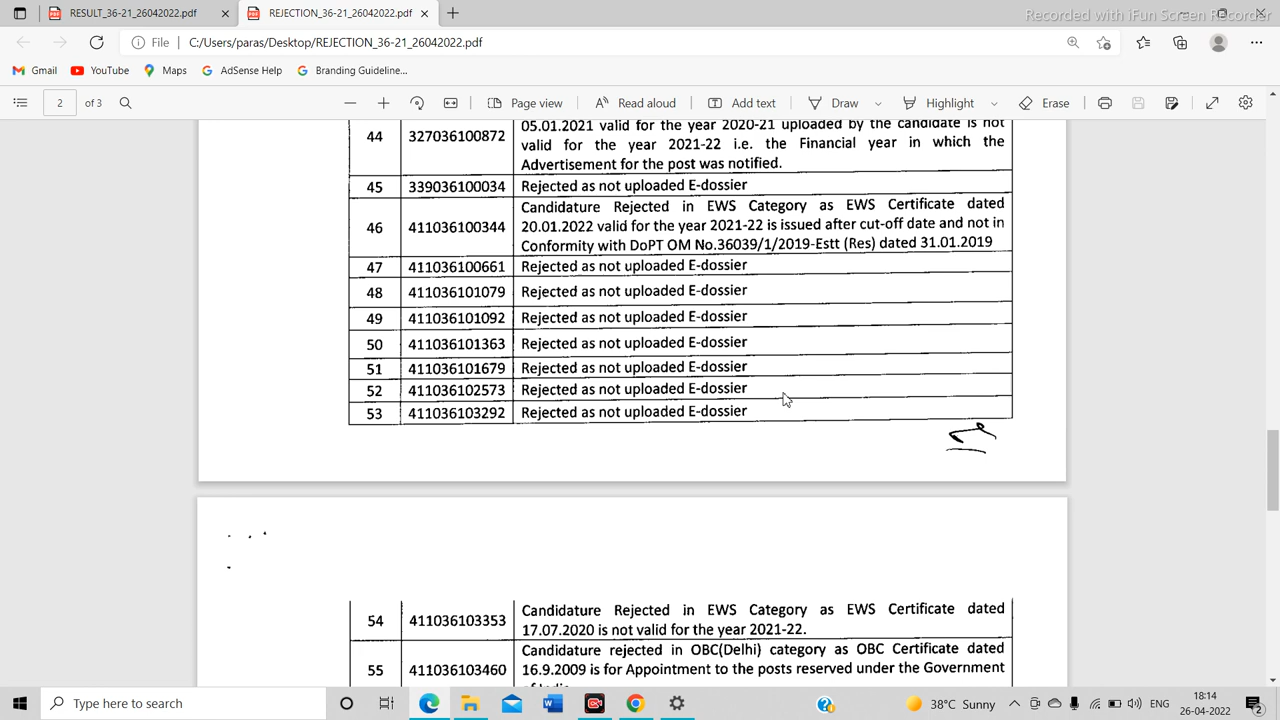 RESULT_36-21_26042022.pdf
REJECTION_36-21_26042022.pdf
Recorded with iFun Screen Recorder
File
C:/Users/paras/Desktop/REJECTION_36-21_26042022.pdf
Gmail
YouTube
Maps
AdSense Help
Branding Guideline...
2
of 3
Page view
Read aloud
Add text
Draw
Highlight
Erase
44 327036100872 05.01.2021 valid for the year 2020-21 uploaded by the candidate is not
valid for the year 2021-22 i.e. the Financial year in which the
Advertisement for the post was notified.
45 339036100034 Rejected as not uploaded E-dossier
46 411036100344 Candidature Rejected in EWS Category as EWS Certificate dated
20.01.2022 valid for the year 2021-22 is issued after cut-off date and not in
Conformity with DoPT OM No.36039/1/2019-Estt (Res) dated 31.01.2019
47 411036100661 Rejected as not uploaded E-dossier
48 411036101079 Rejected as not uploaded E-dossier
49 411036101092 Rejected as not uploaded E-dossier
50 411036101363 Rejected as not uploaded E-dossier
51 411036101679 Rejected as not uploaded E-dossier
52 411036102573 Rejected as not uploaded E-dossier
53 411036103292 Rejected as not uploaded E-dossier
54 411036103353 Candidature Rejected in EWS Category as EWS Certificate dated
17.07.2020 is not valid for the year 2021-22.
55 411036103460 Candidature rejected in OBC(Delhi) category as OBC Certificate dated
16.9.2009 is for Appointment to the posts reserved under the Government
Type here to search
38°C Sunny
ENG
18:14
26-04-2022
2